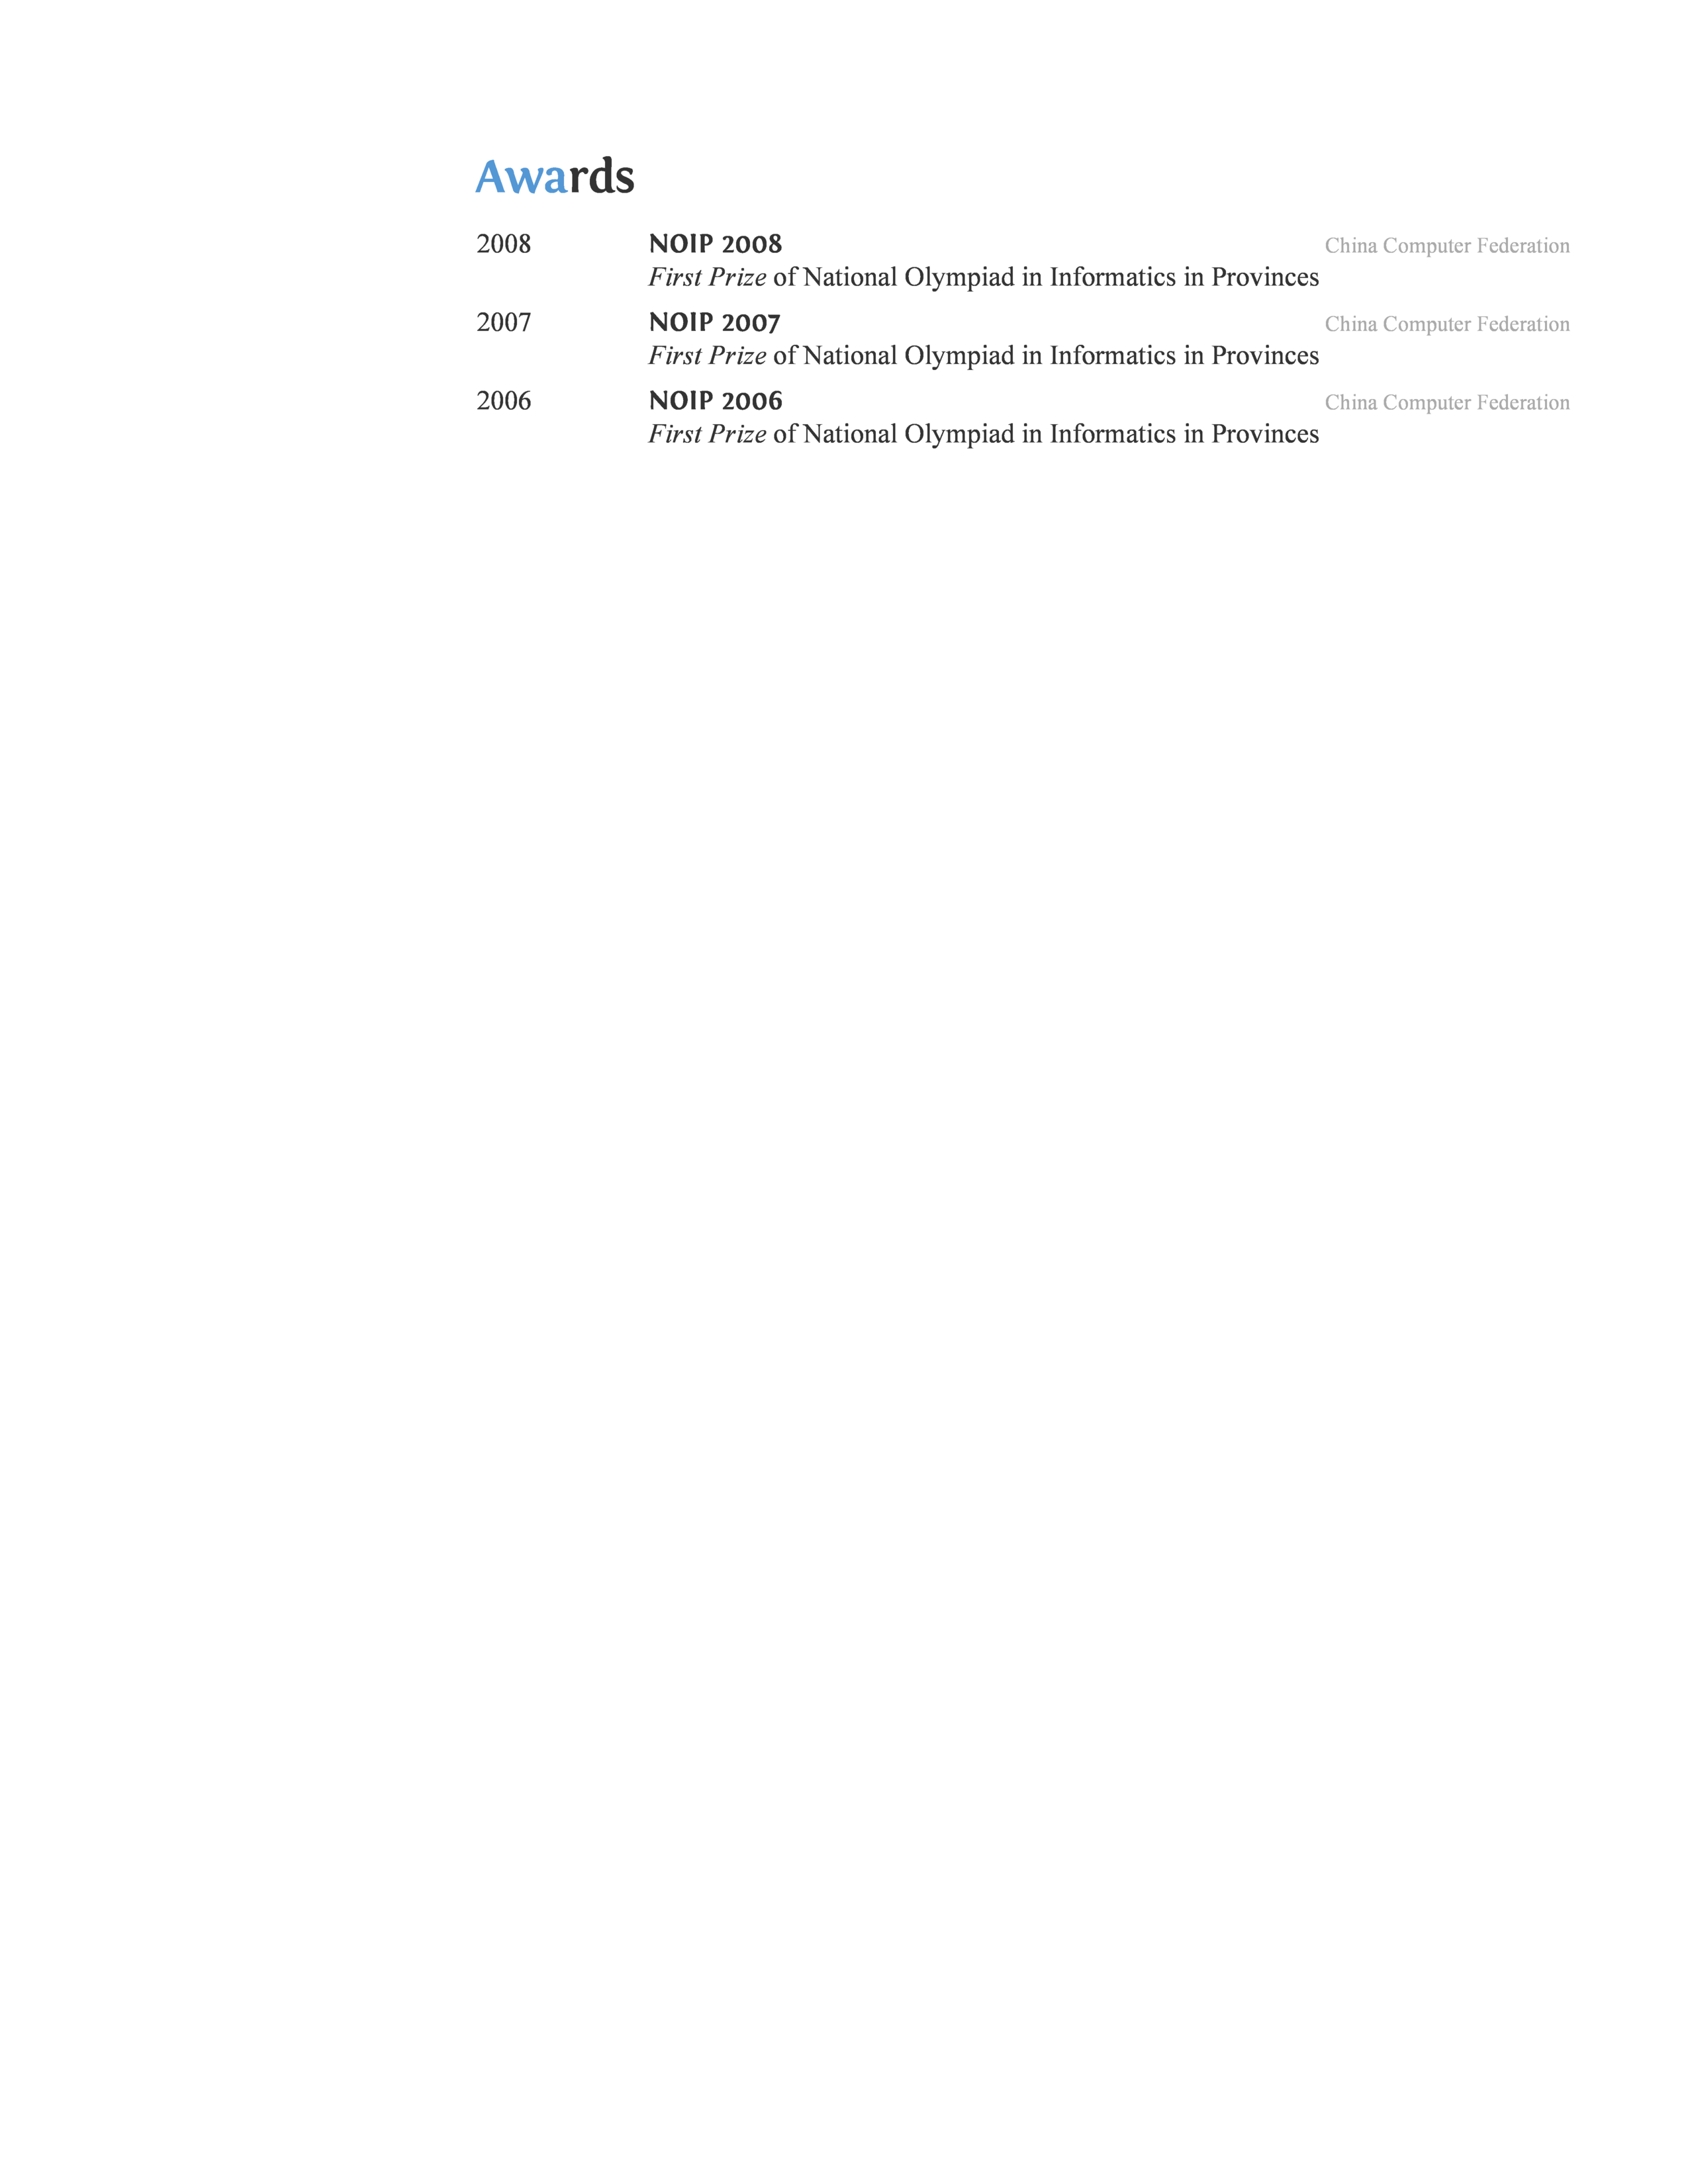 Awards
2008 NOIP 2008 China Computer Federation
First Prize of National Olympiad in Informatics in Provinces
2007 NOIP 2007 China Computer Federation
First Prize of National Olympiad in Informatics in Provinces
2006 NOIP 2006 China Computer Federation
First Prize of National Olympiad in Informatics in Provinces